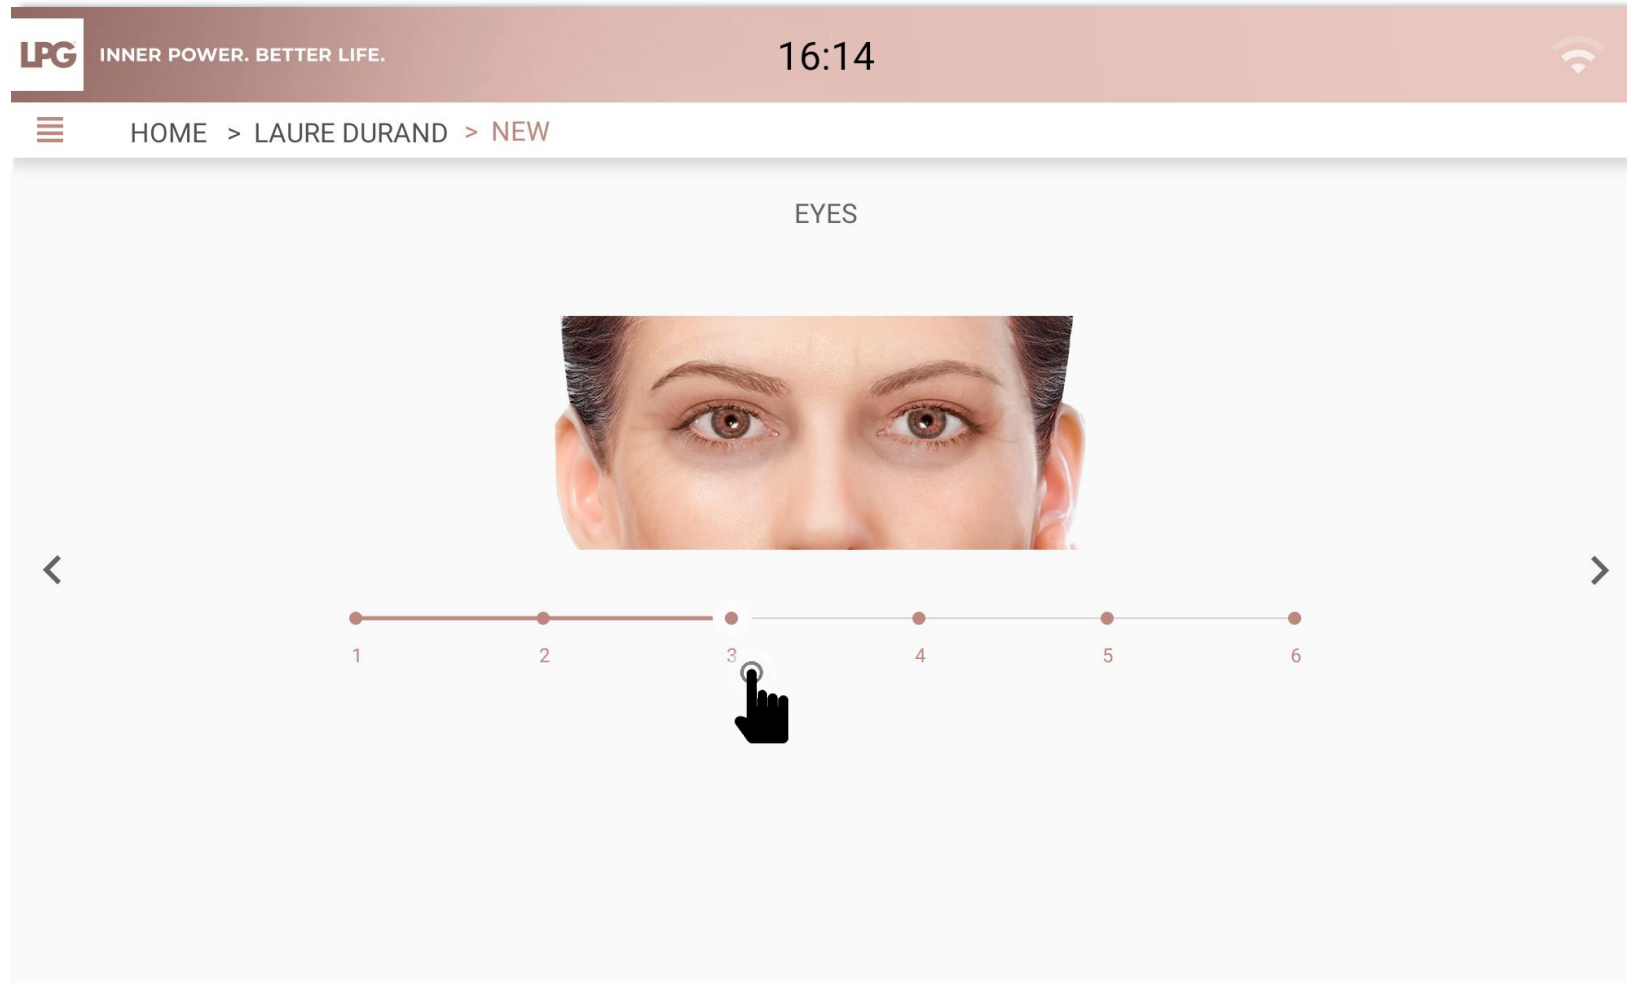 LPG INNER POWER. BETTER LIFE. 16:14
HOME > LAURE DURAND > NEW
EYES
1 2 3 4 5 6